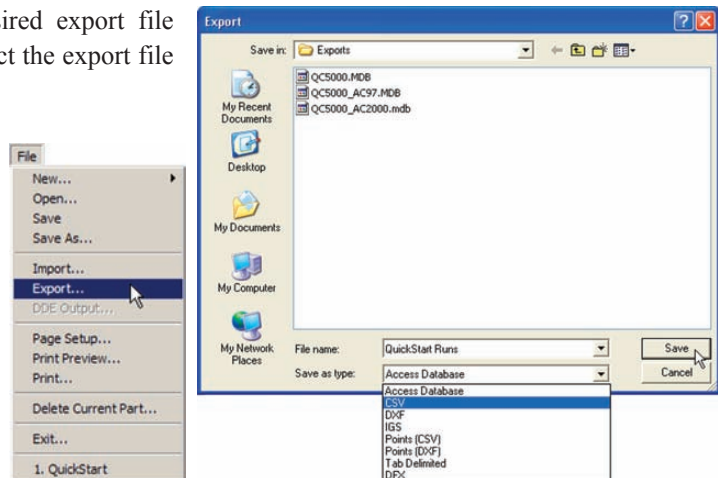 ired export file
ct the export file
File
New...
Open...
Save
Save As...
Import...
Export...
DDE Output...
Page Setup...
Print Preview...
Print...
Delete Current Part...
Exit...
1. QuickStart
Export
Save in:
Exports
QC5000.MDB
QC5000_AC97.MDB
QC5000_AC2000.mdb
My Recent
Documents
Desktop
My Documents
My Computer
My Network
Places
File name:
QuickStart Runs
Save
Save as type:
Access Database
Cancel
Access Database
CSV
DXF
IGS
Points (CSV)
Points (DXF)
Tab Delimited